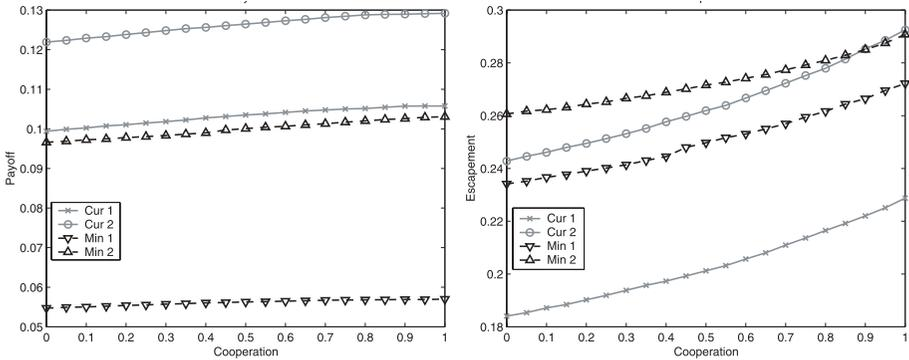 0.13
0.12
0.11
0.1
0.09
0.08
0.07
0.06
0.05
Payoff
Cur 1
Cur 2
Min 1
Min 2
0 0.1 0.2 0.3 0.4 0.5 0.6 0.7 0.8 0.9 1
Cooperation
0.3
0.28
0.26
0.24
0.22
0.2
0.18
Escapement
Cur 1
Cur 2
Min 1
Min 2
0 0.1 0.2 0.3 0.4 0.5 0.6 0.7 0.8 0.9 1
Cooperation